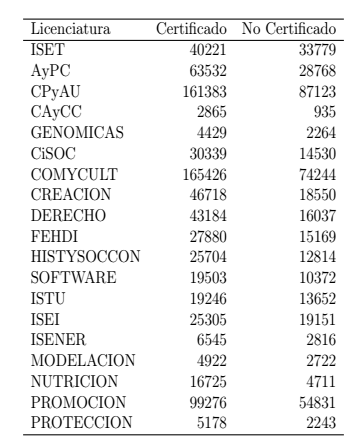 Licenciatura Certificado No Certificado
ISET 40221 33779
AyPC 63532 28768
CPyAU 161383 87123
CAyCC 2865 935
GENOMICAS 4429 2264
CiSOC 30339 14530
COMYCULT 165426 74244
CREACION 46718 18550
DERECHO 43184 16037
FEHDI 27880 15169
HISTYSOCCON 25704 12814
SOFTWARE 19503 10372
ISTU 19246 13652
ISEI 25305 19151
ISENER 6545 2816
MODELACION 4922 2722
NUTRICION 16725 4711
PROMOCION 99276 54831
PROTECCION 5178 2243